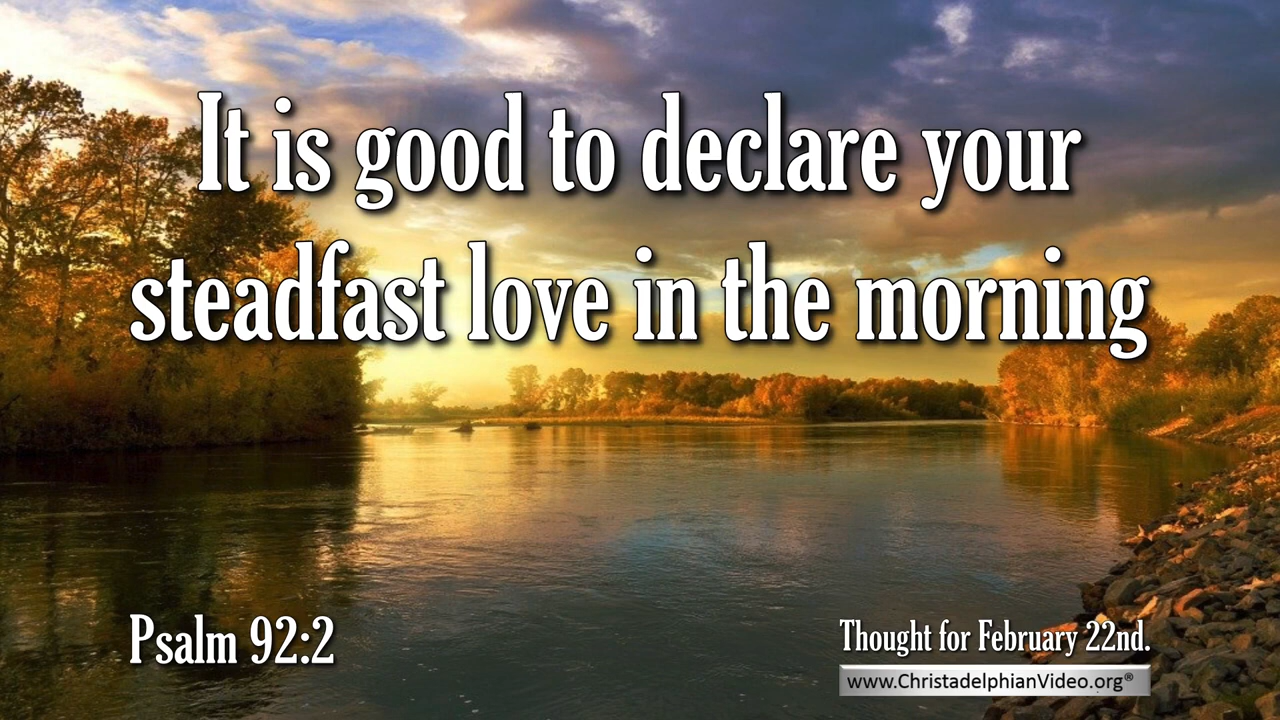 It is good to declare your
steadfast love in the morning
Psalm 92:2
Thought for February 22nd.
www.ChristadelphianVideo.org®